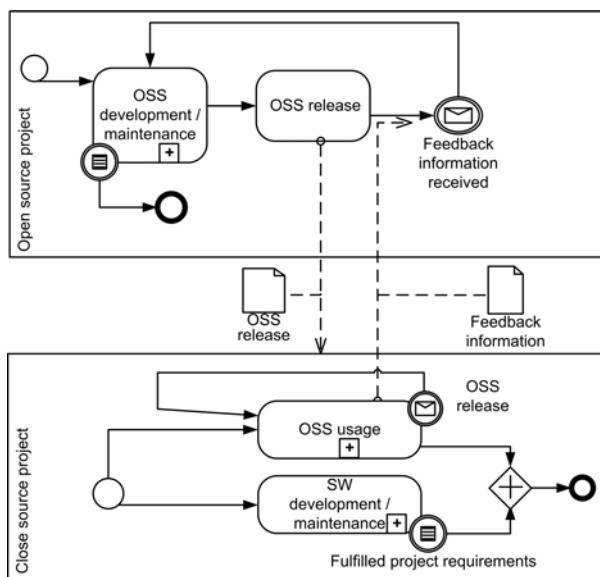 Open source project
OSS
development /
maintenance
+
OSS release
Feedback
information
received
OSS
release
Feedback
information
Close source project
OSS
release
OSS usage
+
SW
development /
maintenance
+
Fulfilled project requirements